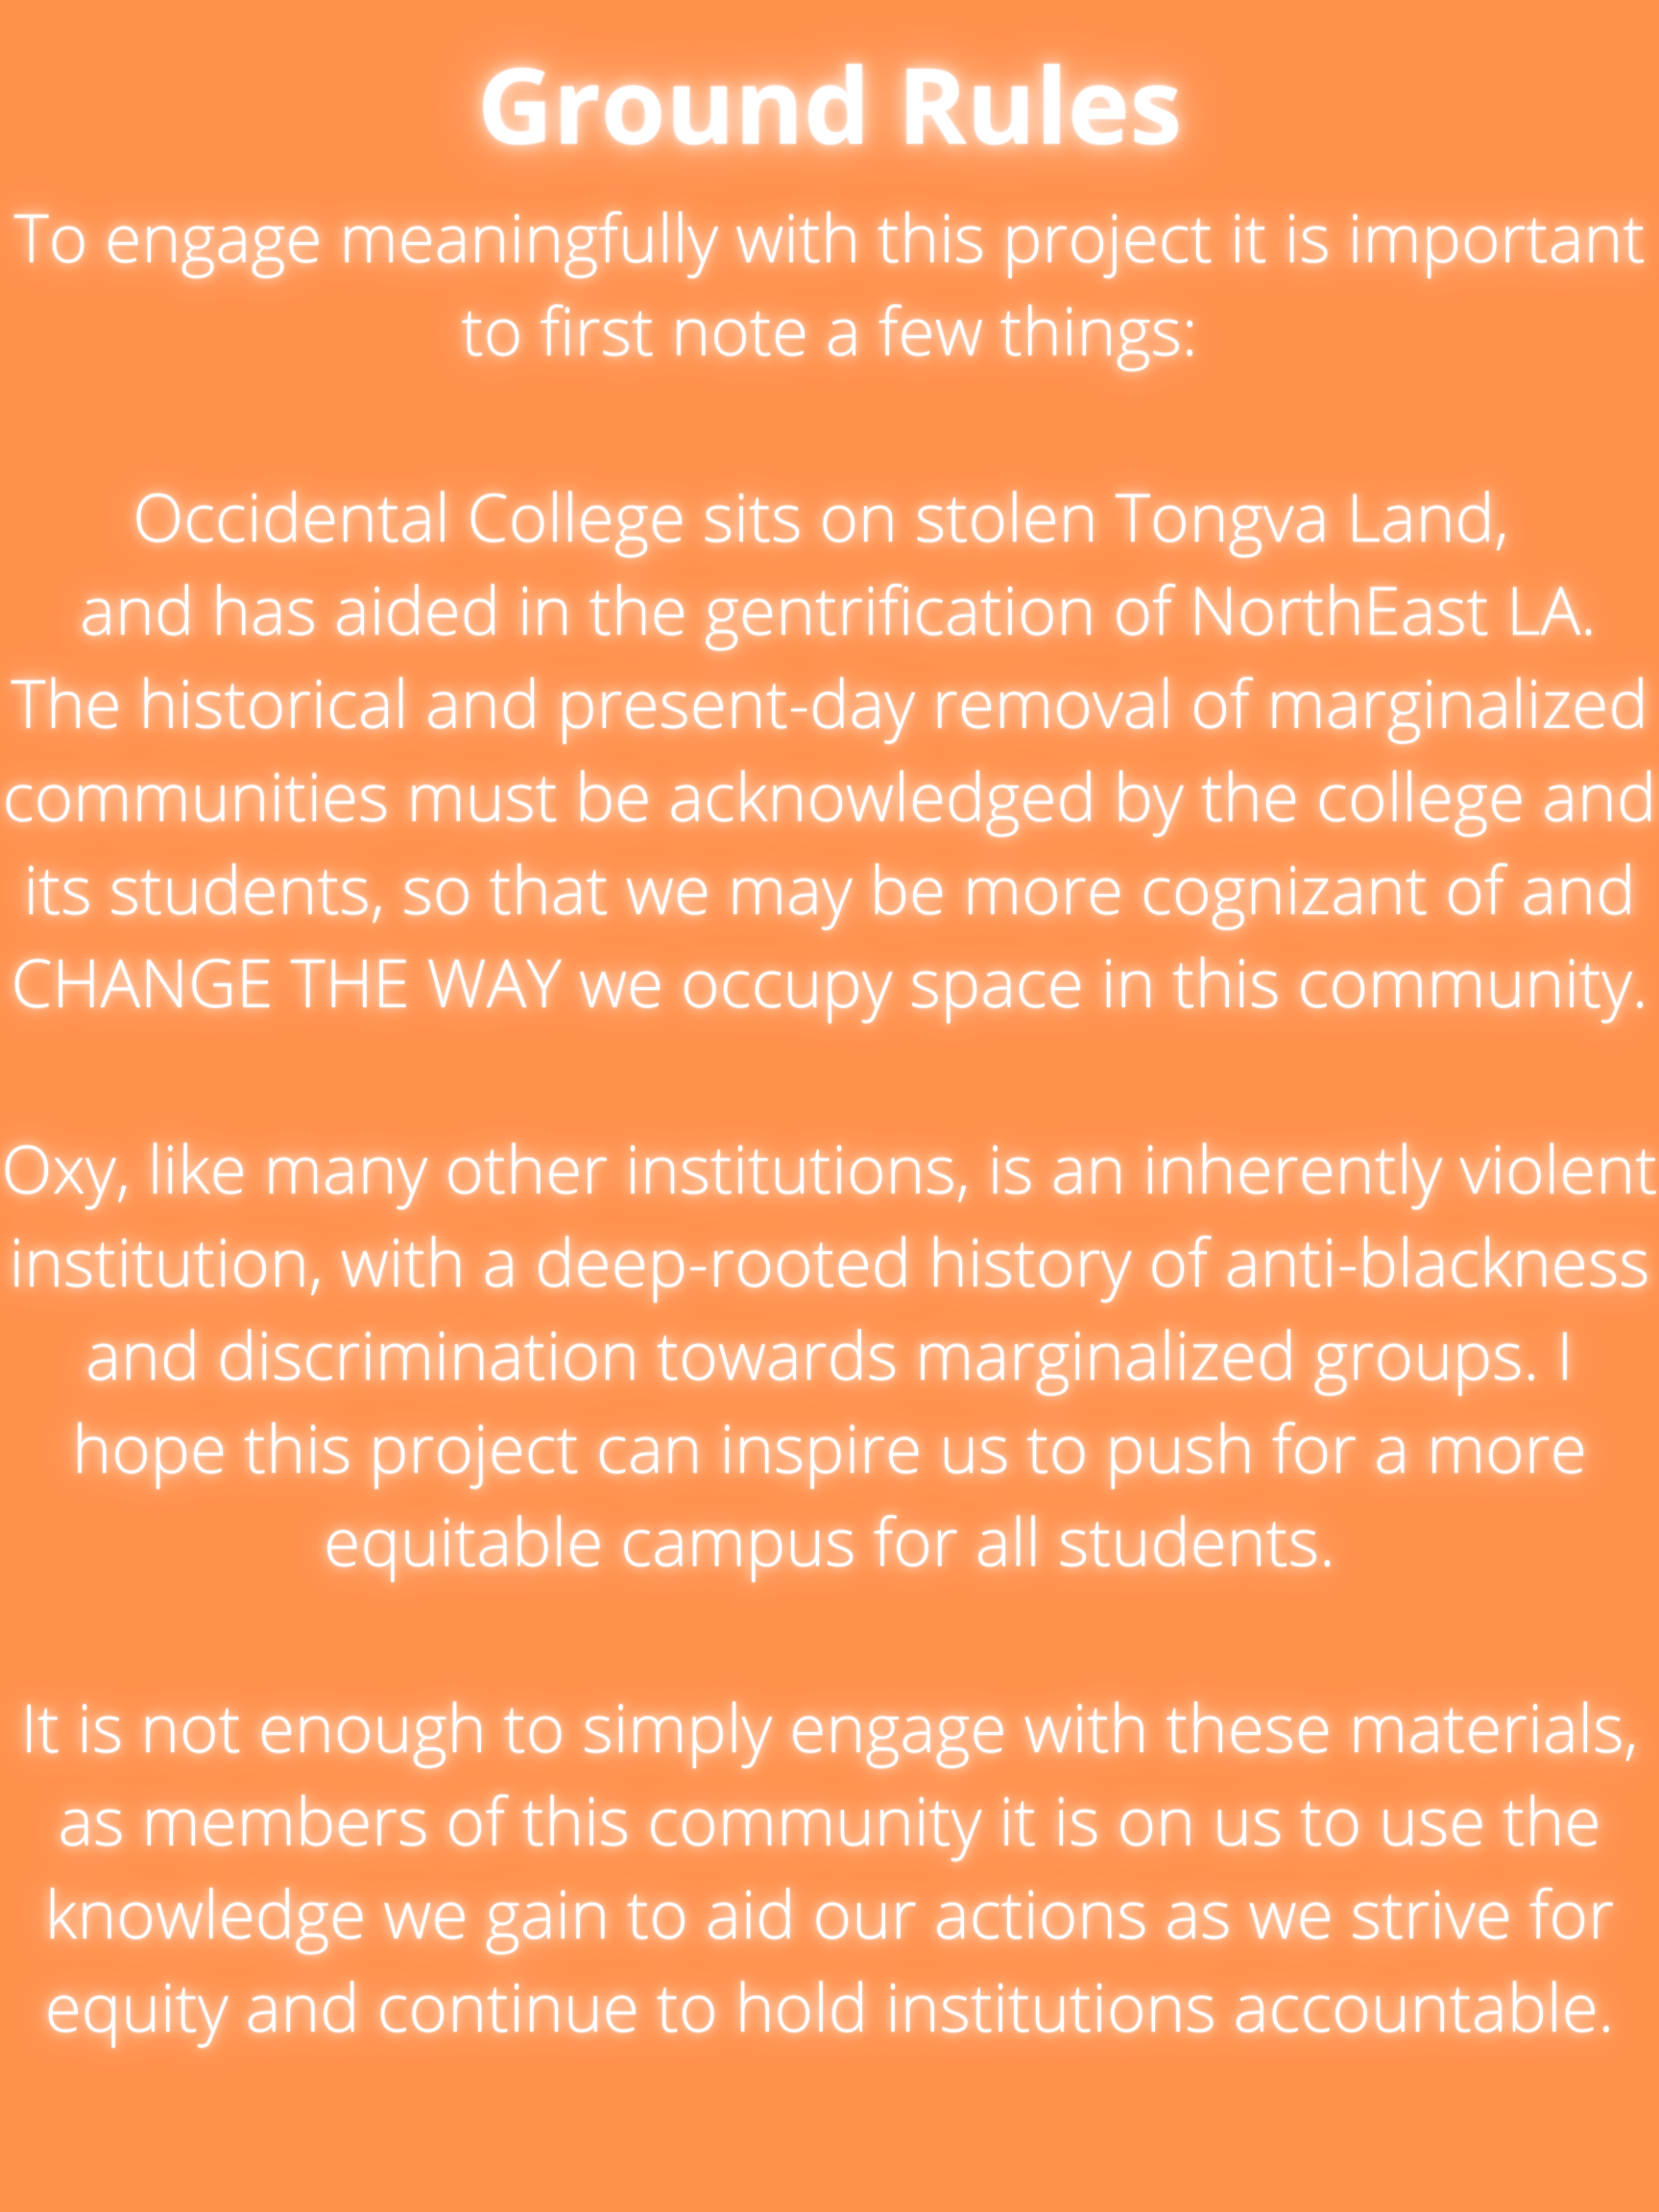 Ground Rules
To engage meaningfully with this project it is important
to first note a few things:
Occidental College sits on stolen Tongva Land,
and has aided in the gentrification of NorthEast LA.
The historical and present-day removal of marginalized
communities must be acknowledged by the college and
its students, so that we may be more cognizant of and
CHANGE THE WAY we occupy space in this community.
Oxy, like many other institutions, is an inherently violent
institution, with a deep-rooted history of anti-blackness
and discrimination towards marginalized groups. I
hope this project can inspire us to push for a more
equitable campus for all students.
It is not enough to simply engage with these materials,
as members of this community it is on us to use the
knowledge we gain to aid our actions as we strive for
equity and continue to hold institutions accountable.